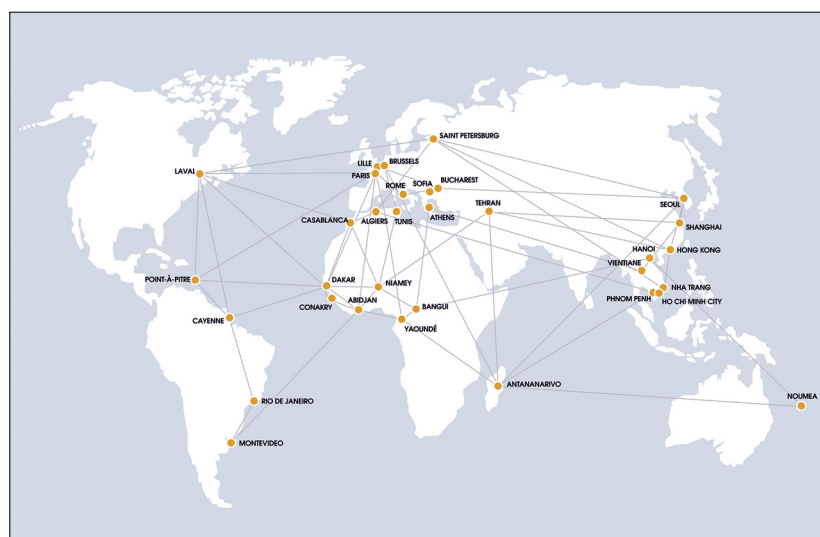 SAINT PETERSBURG
LILLE
BRUSSELS
LAVAL
PARIS
ROME
SOFIA
BUCHAREST
TEHRAN
SEOUL
CASABLANCA
ALGIERS
TUNIS
ATHENS
SHANGHAI
HANOI
HONG KONG
VIENTIANE
POINT-À-PITRE
DAKAR
NIAMEY
NHA TRANG
CONAKRY
ABIDJAN
BANGUI
PHNOM PENH
HO CHI MINH CITY
CAYENNE
YAOUNDÉ
ANTANANARIVO
NOUMEA
RIO DE JANEIRO
MONTEVIDEO